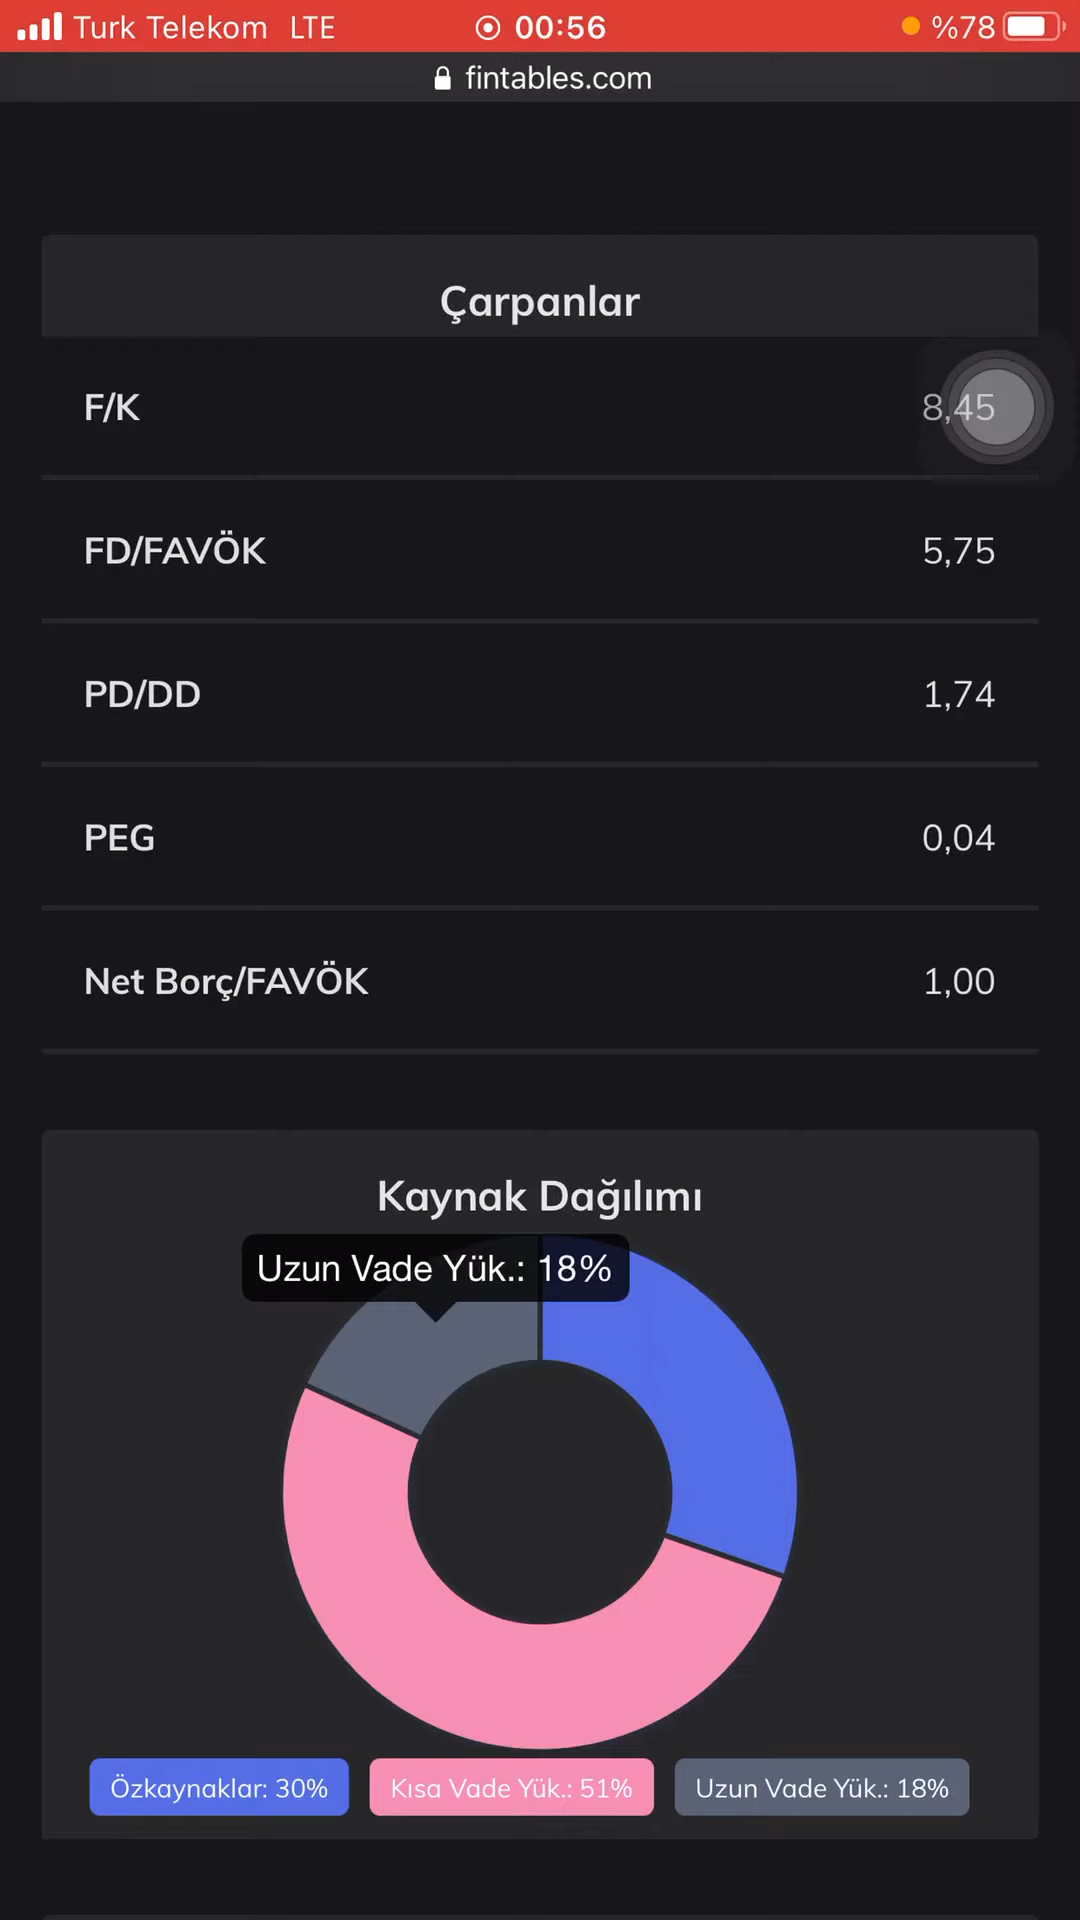 Turk Telekom LTE 00:56 %78
fintables.com
Çarpanlar
F/K 8,45
FD/FAVÖK 5,75
PD/DD 1,74
PEG 0,04
Net Borç/FAVÖK 1,00
Kaynak Dağılımı
Uzun Vade Yük.: 18%
Özkaynaklar: 30% Kısa Vade Yük.: 51% Uzun Vade Yük.: 18%